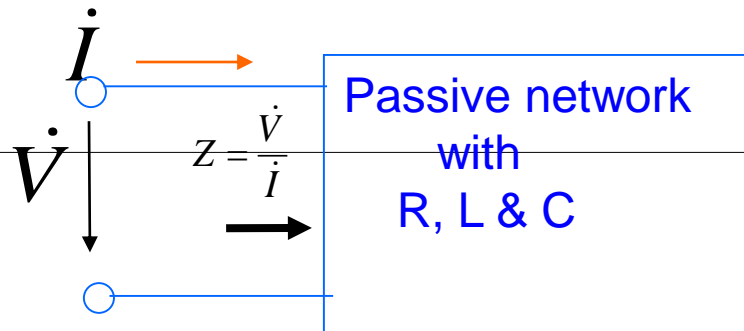 İ
Passive network
V̇
Z = V̇ / İ
with
R, L & C